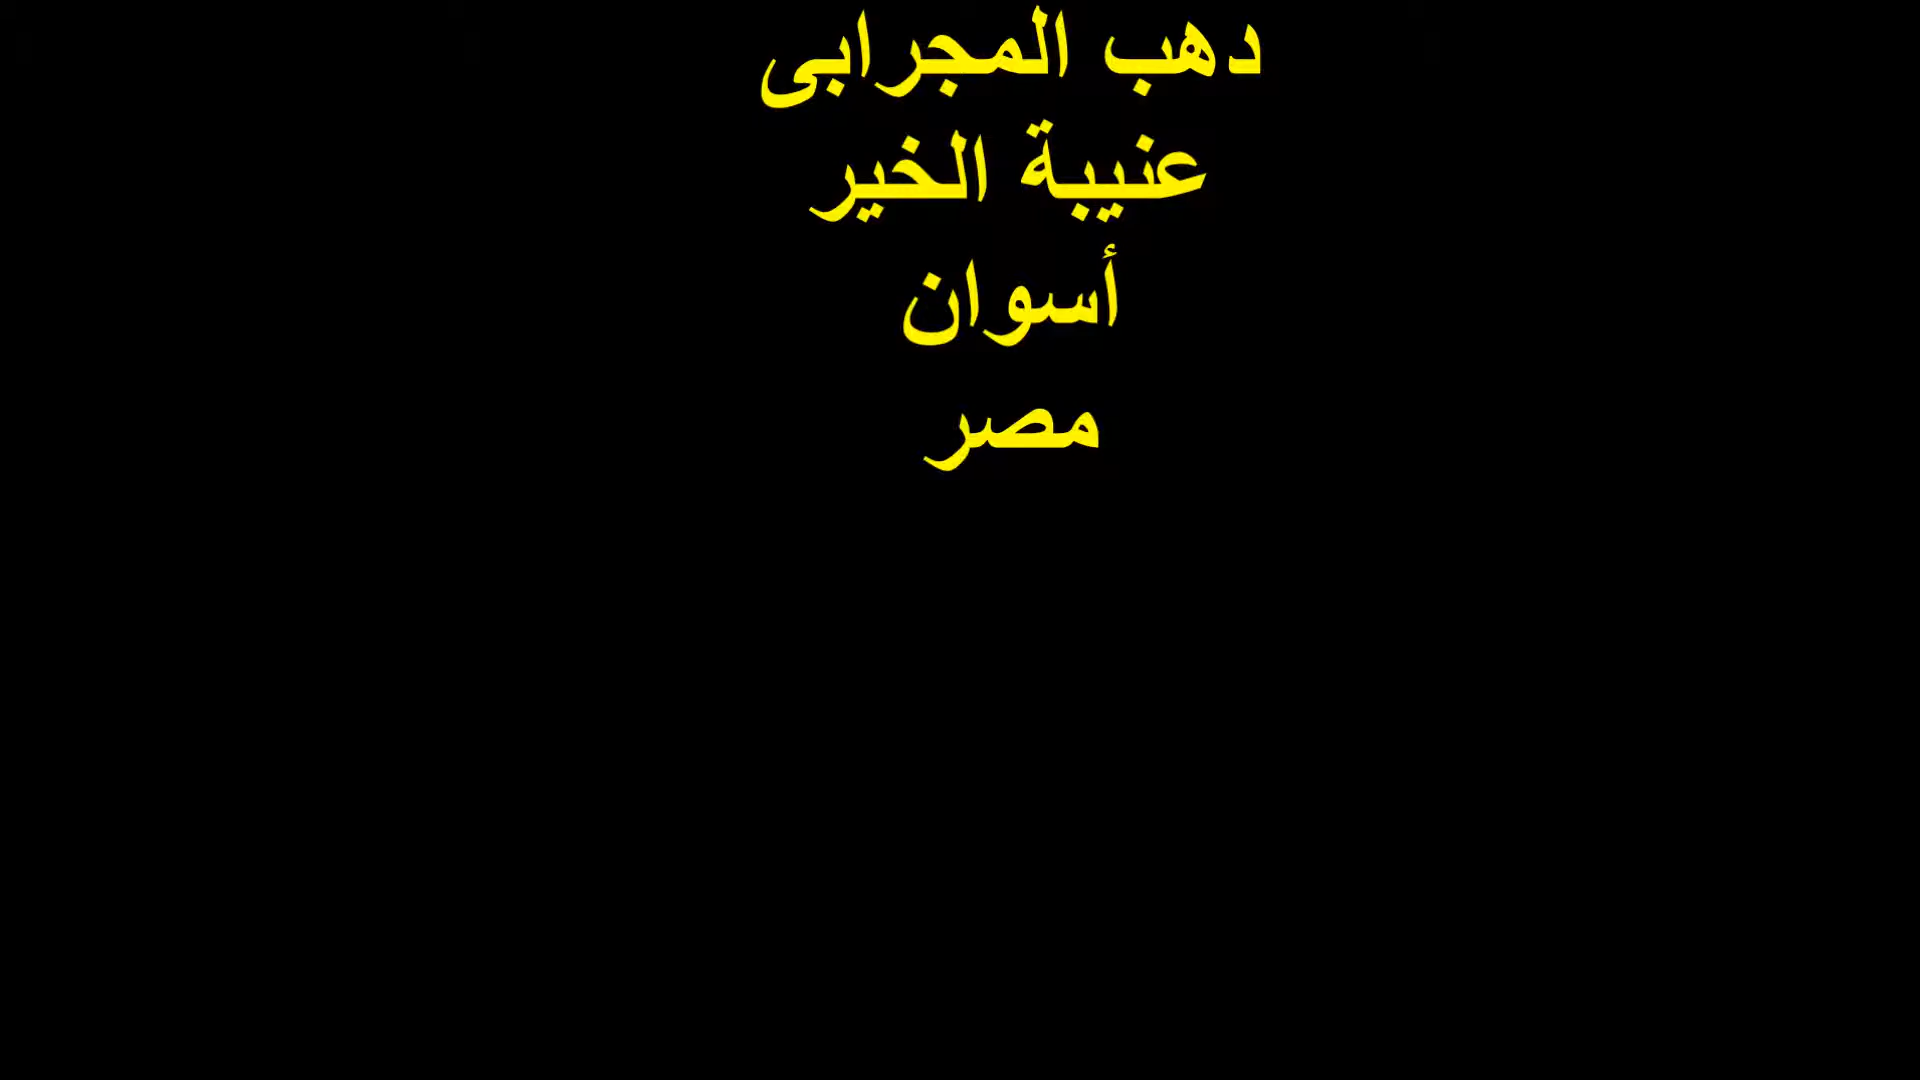 دهب المجرابى
عنيبة الخير
أسوان
مصر